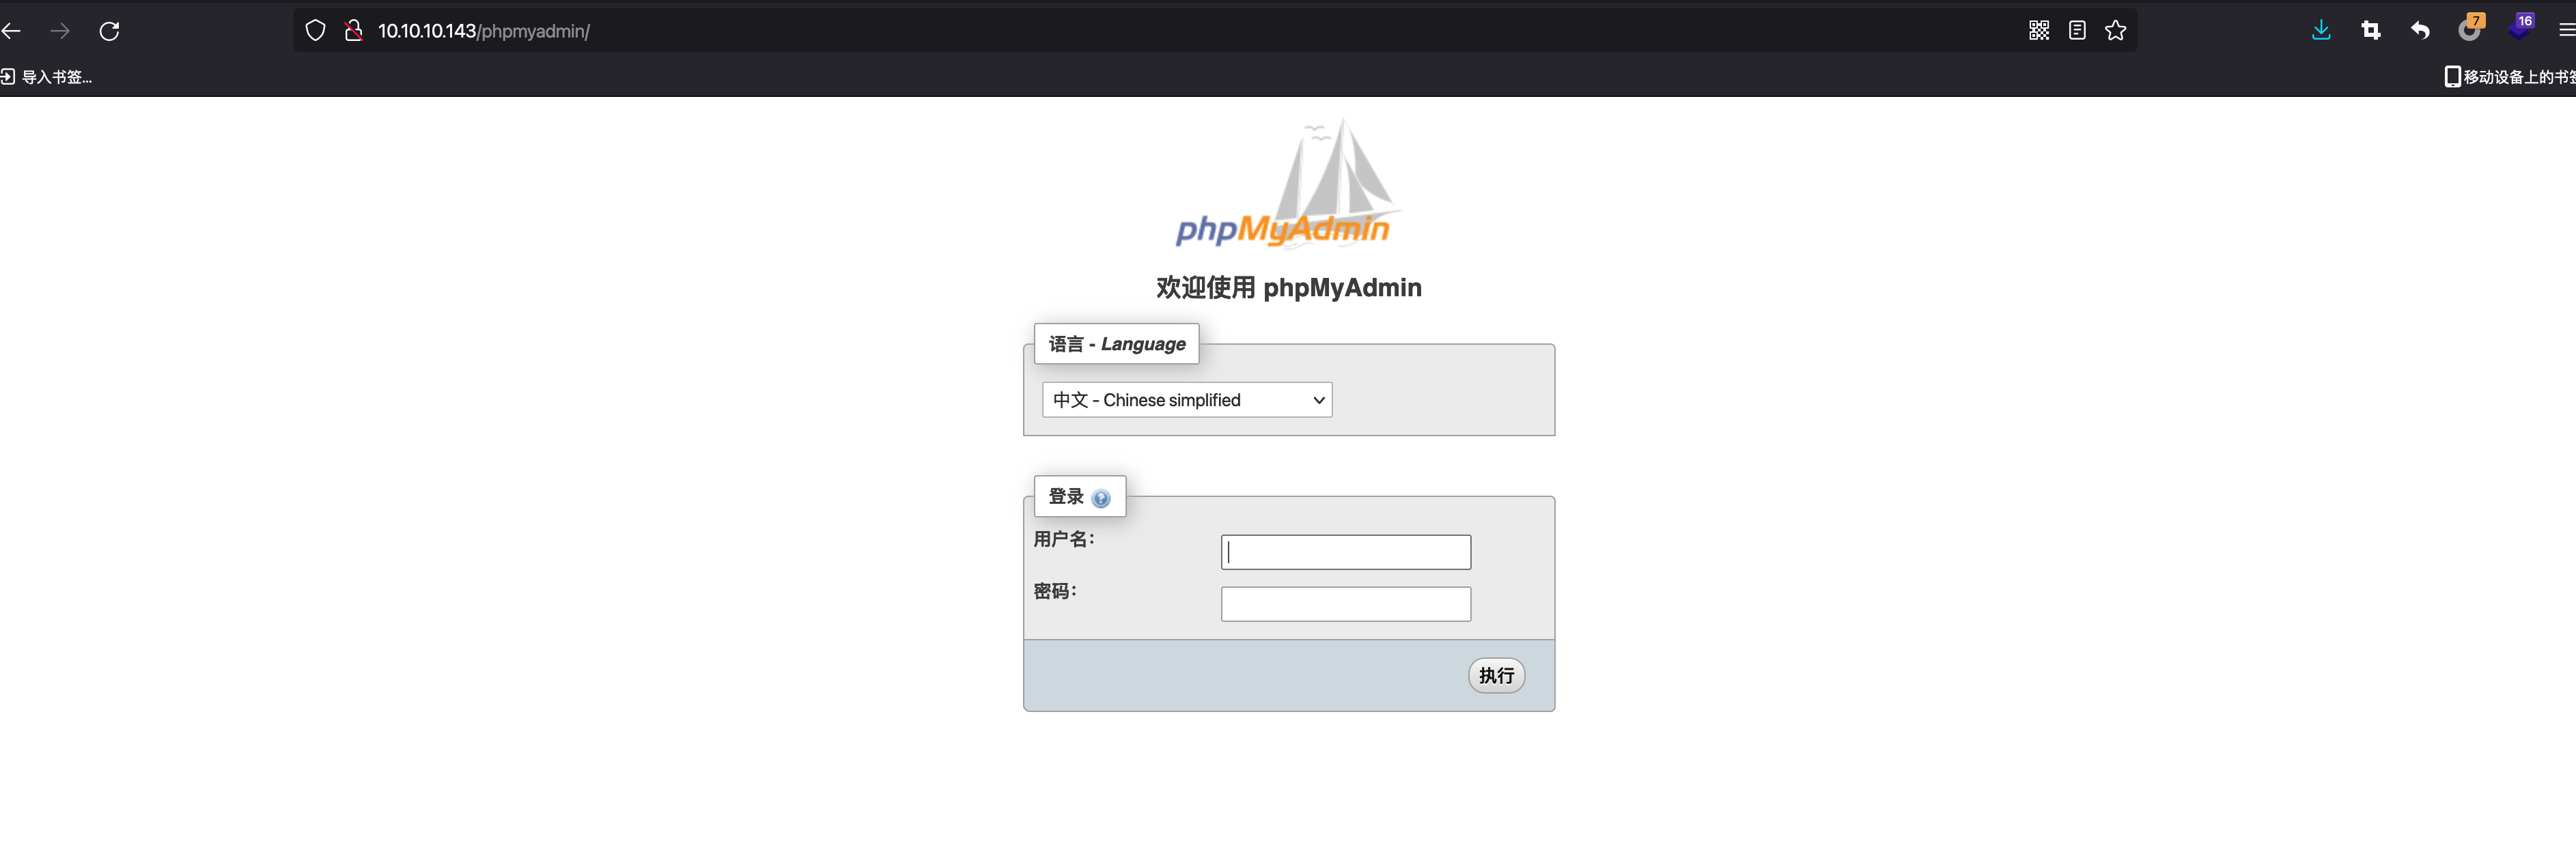 10.10.10.143/phpmyadmin/
7
16
导入书签...
移动设备上的书签
phpMyAdmin
欢迎使用 phpMyAdmin
语言 - Language
中文 - Chinese simplified
登录
用户名：
密码：
执行